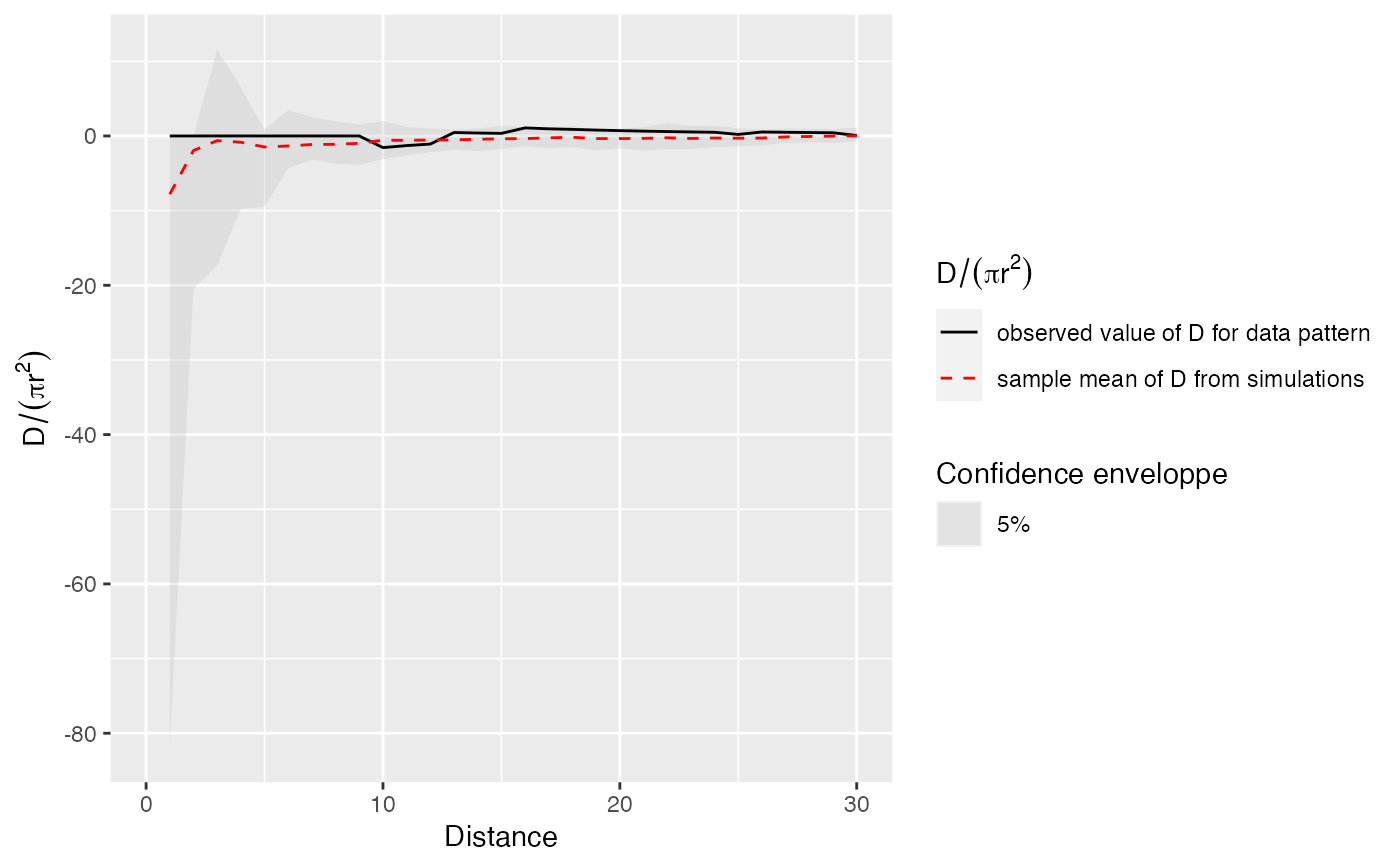 0
-20
-40
-60
-80
D/(πr²)
0
10
20
30
Distance
D/(πr²)
observed value of D for data pattern
sample mean of D from simulations
Confidence enveloppe
5%